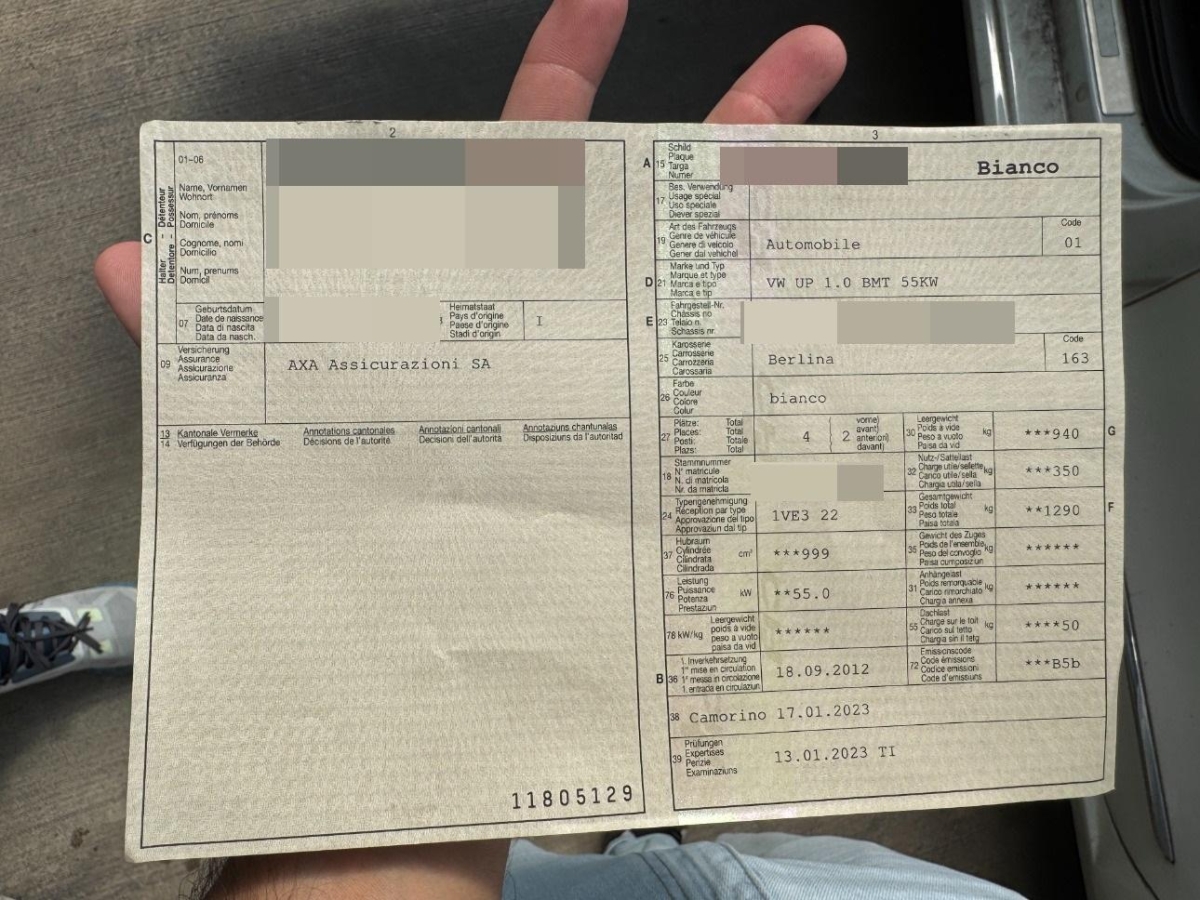 2
01-06
Halter - Détenteur
Detentore - Possessur
C
Name, Vornamen
Wohnort
Nom, prénoms
Domicile
Cognome, nomi
Domicilio
Num, prenums
Domicil
07
Geburtsdatum
Date de naissance
Data di nascita
Data da nasch.
Heimatstaat
Pays d'origine
Paese d'origine
Stadi d'origin
I
09
Versicherung
Assurance
Assicurazione
Assicuranza
AXA Assicurazioni SA
13 Kantonale Vermerke
14 Verfügungen der Behörde
Annotations cantonales
Décisions de l'autorité
Annotazioni cantonali
Decisioni dell'autorità
Annotaziuns chantunalas
Disposiziuns da l'autoritad
11805129
3
A 15
Schild
Plaque
Targa
Numer
Bianco
17
Bes. Verwendung
Usage spécial
Uso speciale
Diever spezial
19
Art des Fahrzeugs
Genre de véhicule
Genere di veicolo
Gener dal vehichel
Automobile
Code
01
D 21
Marke und Typ
Marque et type
Marca e tipo
Marca e tip
VW UP 1.0 BMT 55KW
E 23
Fahrgestell-Nr.
Châssis no
Telaio n.
Schassis nr.
25
Karosserie
Carrosserie
Carrozzeria
Carossaria
Berlina
Code
163
26
Farbe
Couleur
Colore
Colur
bianco
27
Plätze: Total
Places: Total
Posti: Totale
Plazs: Total
4
2
vorne)
avant)
anteriori)
davant)
30
Leergewicht
Poids à vide
Peso a vuoto
Paisa da vid
kg
***940
G
18
Stammnummer
N° matricule
N. di matricola
Nr. da matricla
32
Nutz-/Sattellast
Charge utile/sellette
Carico utile/sella
Chargia utila/sella
kg
***350
24
Typengenehmigung
Réception par type
Approvazione del tipo
Approvaziun dal tip
1VE3 22
33
Gesamtgewicht
Poids total
Peso totale
Paisa totala
kg
**1290
F
37
Hubraum
Cylindrée
Cilindrata
Cilindrada
cm³
***999
35
Gewicht des Zuges
Poids de l'ensemble
Peso del convoglio
Paisa cumposiziun
kg
******
76
Leistung
Puissance
Potenza
Prestaziun
kW
**55.0
31
Anhängelast
Poids remorquable
Carico rimorchiato
Chargia annexa
kg
******
78 kW/kg
Leergewicht
poids à vide
peso a vuoto
paisa da vid
******
55
Dachlast
Charge sur le toit
Carico sul tetto
Chargia sin il tetg
kg
****50
B 36
1. Inverkehrsetzung
1re mise en circulation
1a messa in circolazione
1. entrada en circulaziun
18.09.2012
72
Emissionscode
Code émissions
Codice emissioni
Code d'emissiuns
***B5b
38 Camorino 17.01.2023
39
Prüfungen
Expertises
Perizie
Examinaziuns
13.01.2023 TI